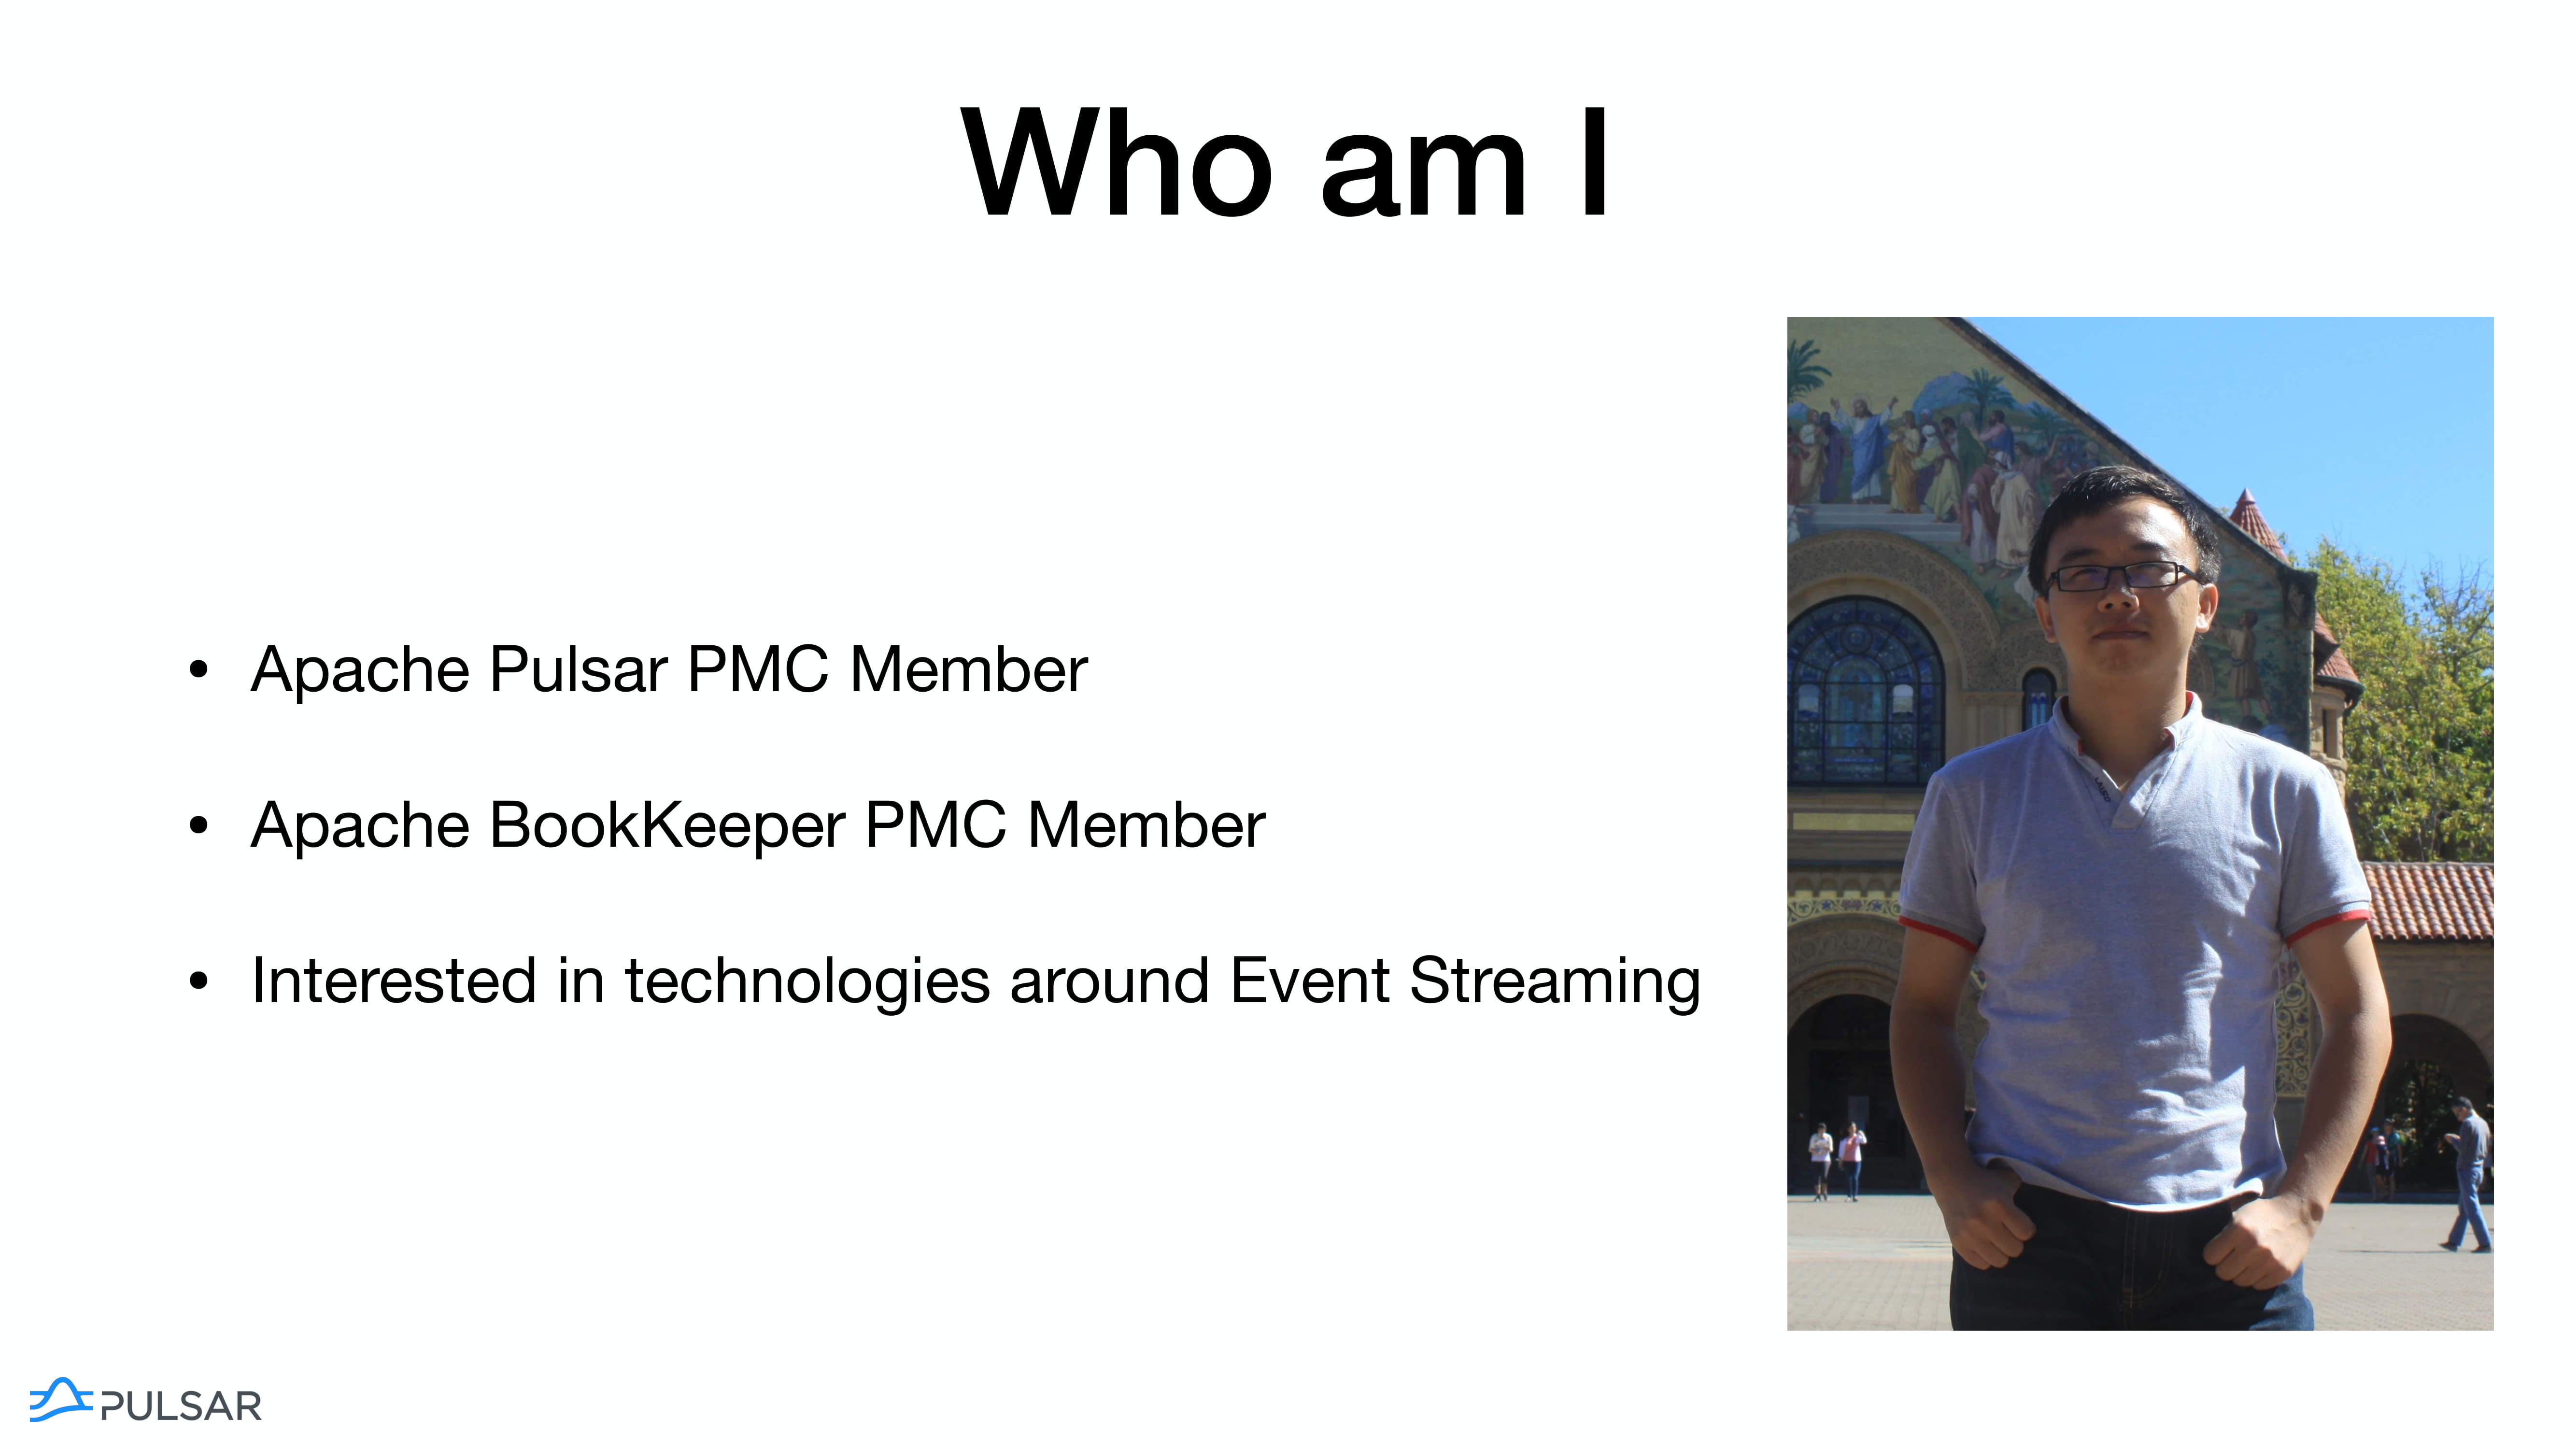 Who am I
• Apache Pulsar PMC Member
• Apache BookKeeper PMC Member
• Interested in technologies around Event Streaming
PULSAR